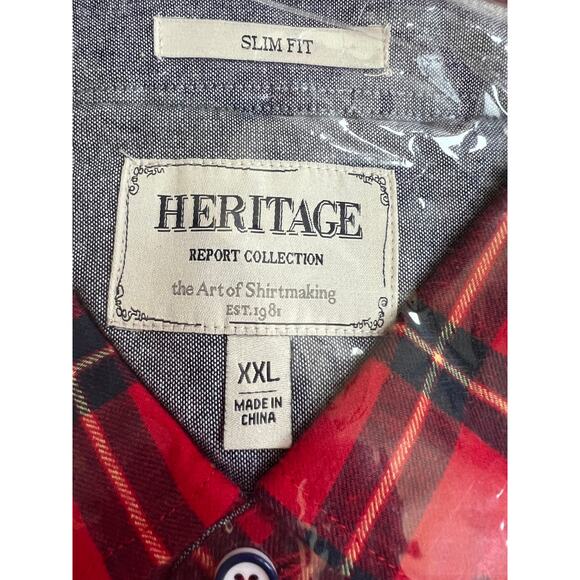 SLIM FIT
HERITAGE
REPORT COLLECTION
the Art of Shirtmaking
EST. 1981
XXL
MADE IN
CHINA